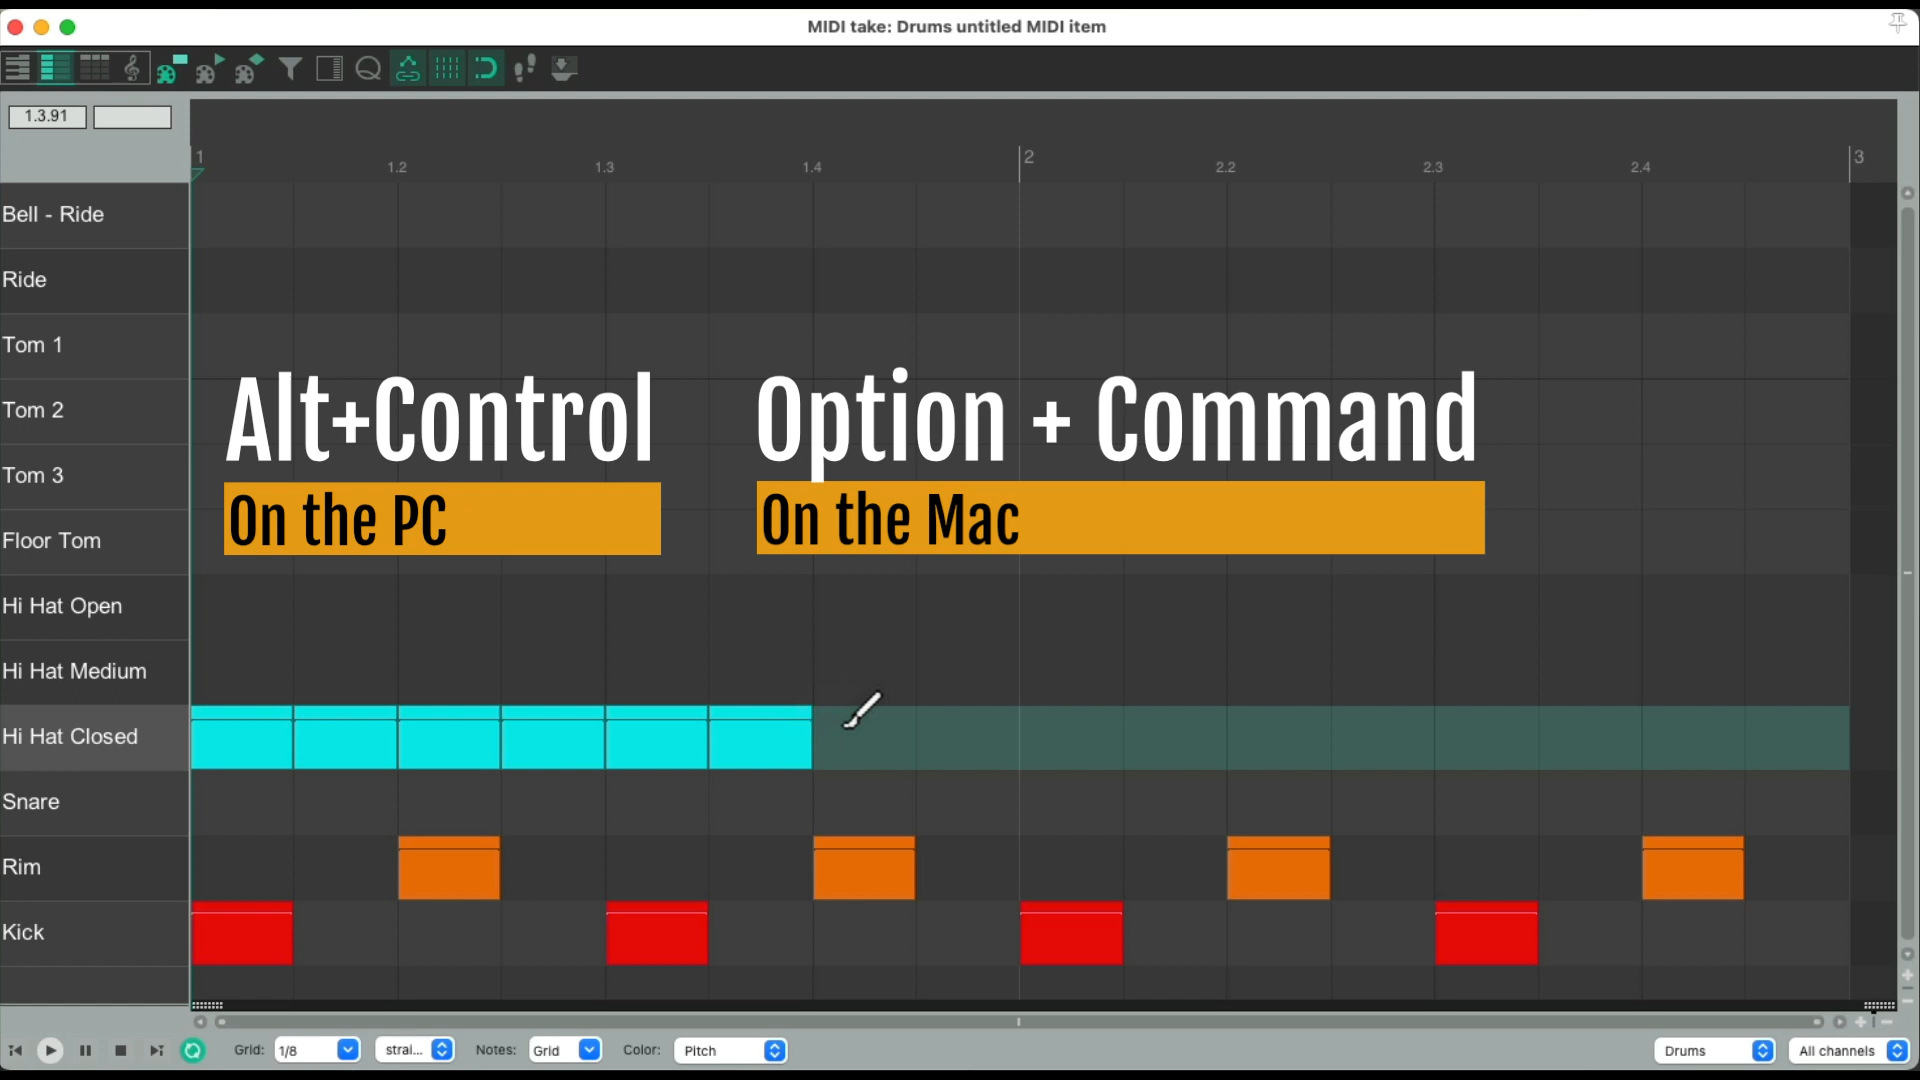 MIDI take: Drums untitled MIDI item
1.3.91
1 1.2 1.3 1.4 2 2.2 2.3 2.4 3
Bell - Ride
Ride
Tom 1
Tom 2
Tom 3
Floor Tom
Hi Hat Open
Hi Hat Medium
Hi Hat Closed
Snare
Rim
Kick
Alt+Control
On the PC
Option + Command
On the Mac
Grid: 1/8 strai... Notes: Grid Color: Pitch Drums All channels